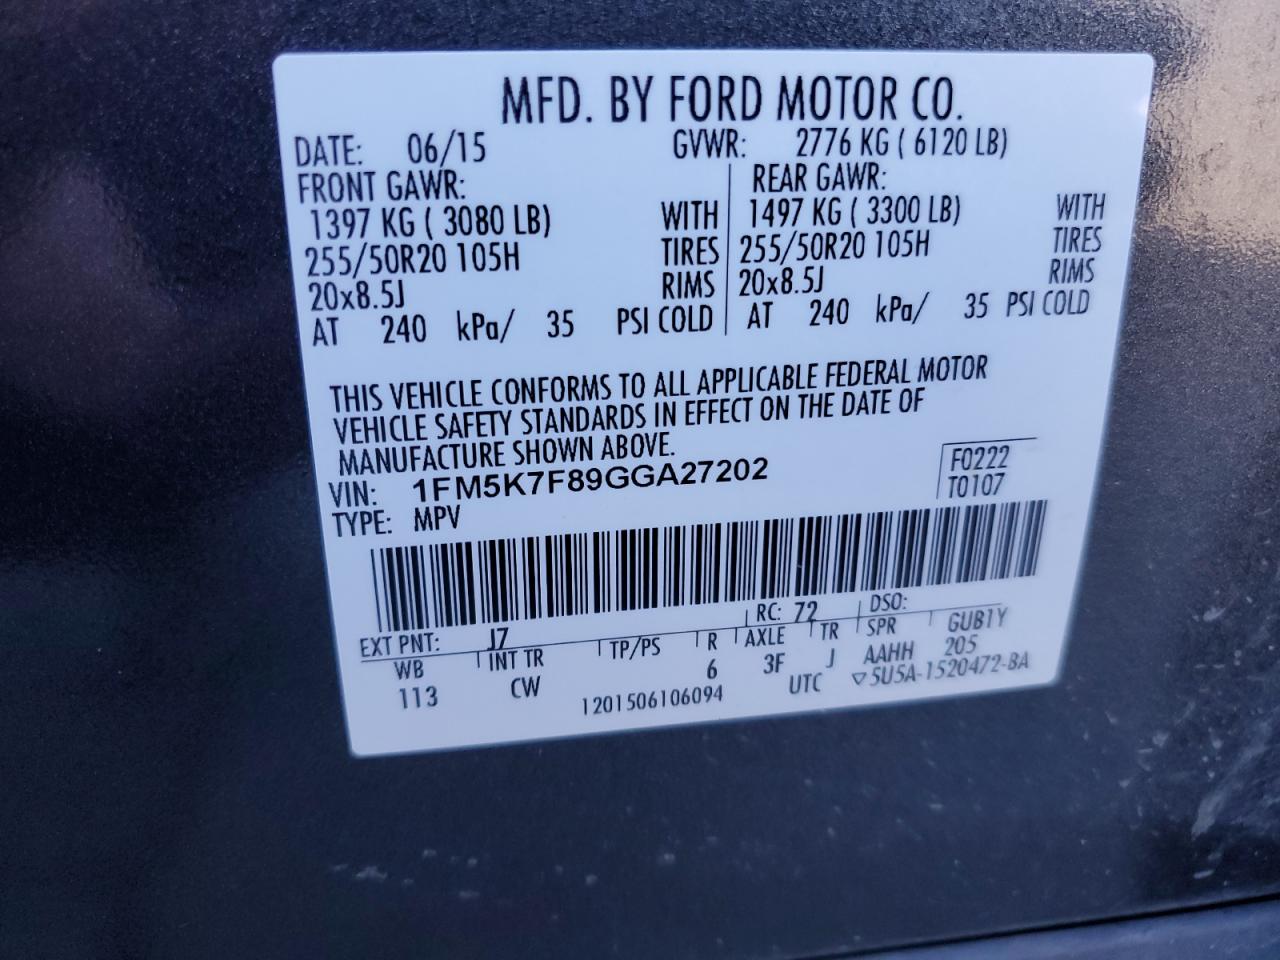 MFD. BY FORD MOTOR CO.
DATE: 06/15 GVWR: 2776 KG ( 6120 LB)
FRONT GAWR: REAR GAWR:
1397 KG ( 3080 LB) WITH 1497 KG ( 3300 LB) WITH
255/50R20 105H TIRES 255/50R20 105H TIRES
20x8.5J RIMS 20x8.5J RIMS
AT 240 kPa/ 35 PSI COLD AT 240 kPa/ 35 PSI COLD
THIS VEHICLE CONFORMS TO ALL APPLICABLE FEDERAL MOTOR
VEHICLE SAFETY STANDARDS IN EFFECT ON THE DATE OF
MANUFACTURE SHOWN ABOVE.
VIN: 1FM5K7F89GGA27202
F0222
T0107
TYPE: MPV
EXT PNT: J7 RC: 72 DSO:
WB INT TR TP/PS R AXLE TR SPR GUB1Y
113 CW 6 3F J AAHH 205
1201506106094 UTC ▽5U5A-1520472-BA